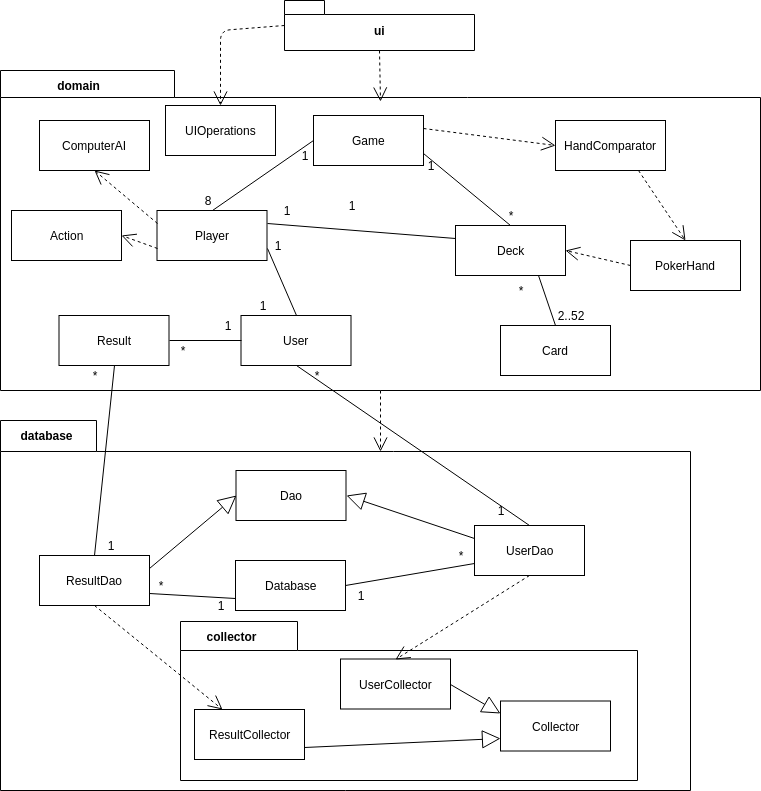 ui
domain
UIOperations
Game
ComputerAI
HandComparator
1
1
8
1
1
*
Action
Player
1
Deck
PokerHand
*
1
2..52
Result
1
*
User
Card
*
*
database
Dao
1
UserDao
1
*
ResultDao
*
Database
1
1
collector
UserCollector
ResultCollector
Collector